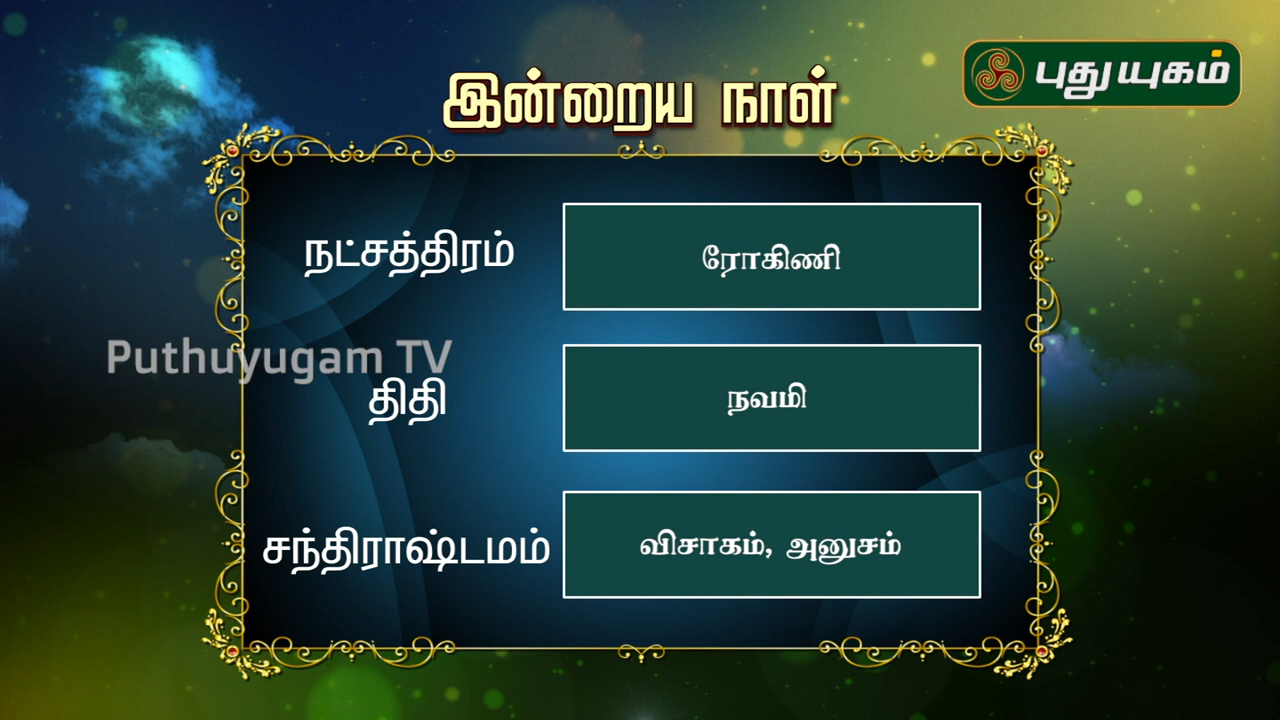 புதுயுகம்
இன்றைய நாள்
நட்சத்திரம்
ரோகிணி
Puthuyugam TV
திதி
நவமி
சந்திராஷ்டமம்
விசாகம், அனுசம்